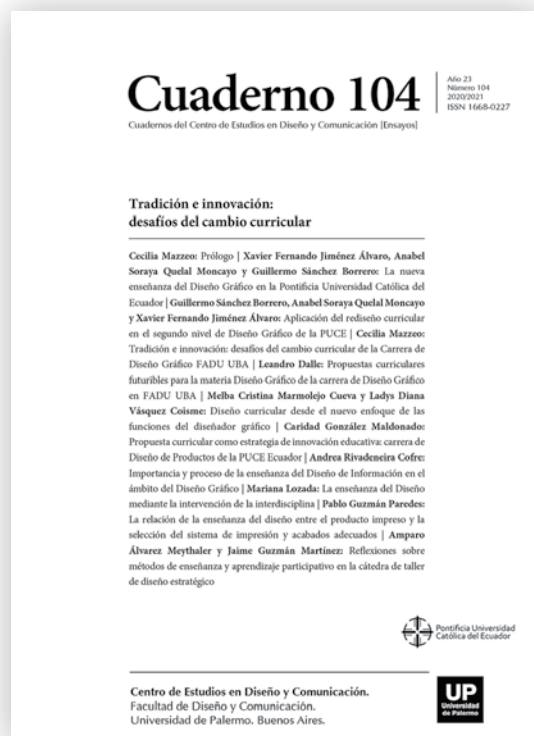 Cuaderno 104
Año 23
Número 104
2020/2021
ISSN 1668-0227
Cuadernos del Centro de Estudios en Diseño y Comunicación [Ensayos]
Tradición e innovación:
desafíos del cambio curricular
Cecilia Mazzeo: Prólogo | Xavier Fernando Jiménez Álvaro, Anabel
Soraya Quelal Moncayo y Guillermo Sánchez Borrero: La nueva
enseñanza del Diseño Gráfico en la Pontificia Universidad Católica del
Ecuador | Guillermo Sánchez Borrero, Anabel Soraya Quelal Moncayo
y Xavier Fernando Jiménez Álvaro: Aplicación del rediseño curricular
en el segundo nivel de Diseño Gráfico de la PUCE | Cecilia Mazzeo:
Tradición e innovación: desafíos del cambio curricular de la Carrera de
Diseño Gráfico FADU UBA | Leandro Dalle: Propuestas curriculares
futuribles para la materia Diseño Gráfico de la carrera de Diseño Gráfico
en FADU UBA | Melba Cristina Marmolejo Cueva y Ladys Diana
Vásquez Coisme: Diseño curricular desde el nuevo enfoque de las
funciones del diseñador gráfico | Caridad González Maldonado:
Propuesta curricular como estrategia de innovación educativa: carrera de
Diseño de Productos de la PUCE Ecuador | Andrea Rivadeneira Cofre:
Importancia y proceso de la enseñanza del Diseño de Información en el
ámbito del Diseño Gráfico | Mariana Lozada: La enseñanza del Diseño
mediante la intervención de la interdisciplina | Pablo Guzmán Paredes:
La relación de la enseñanza del diseño entre el producto impreso y la
selección del sistema de impresión y acabados adecuados | Amparo
Álvarez Meythaler y Jaime Guzmán Martínez: Reflexiones sobre
métodos de enseñanza y aprendizaje participativo en la cátedra de taller
de diseño estratégico
Pontificia Universidad
Católica del Ecuador
Centro de Estudios en Diseño y Comunicación.
Facultad de Diseño y Comunicación.
Universidad de Palermo. Buenos Aires.
UP
Universidad
de Palermo